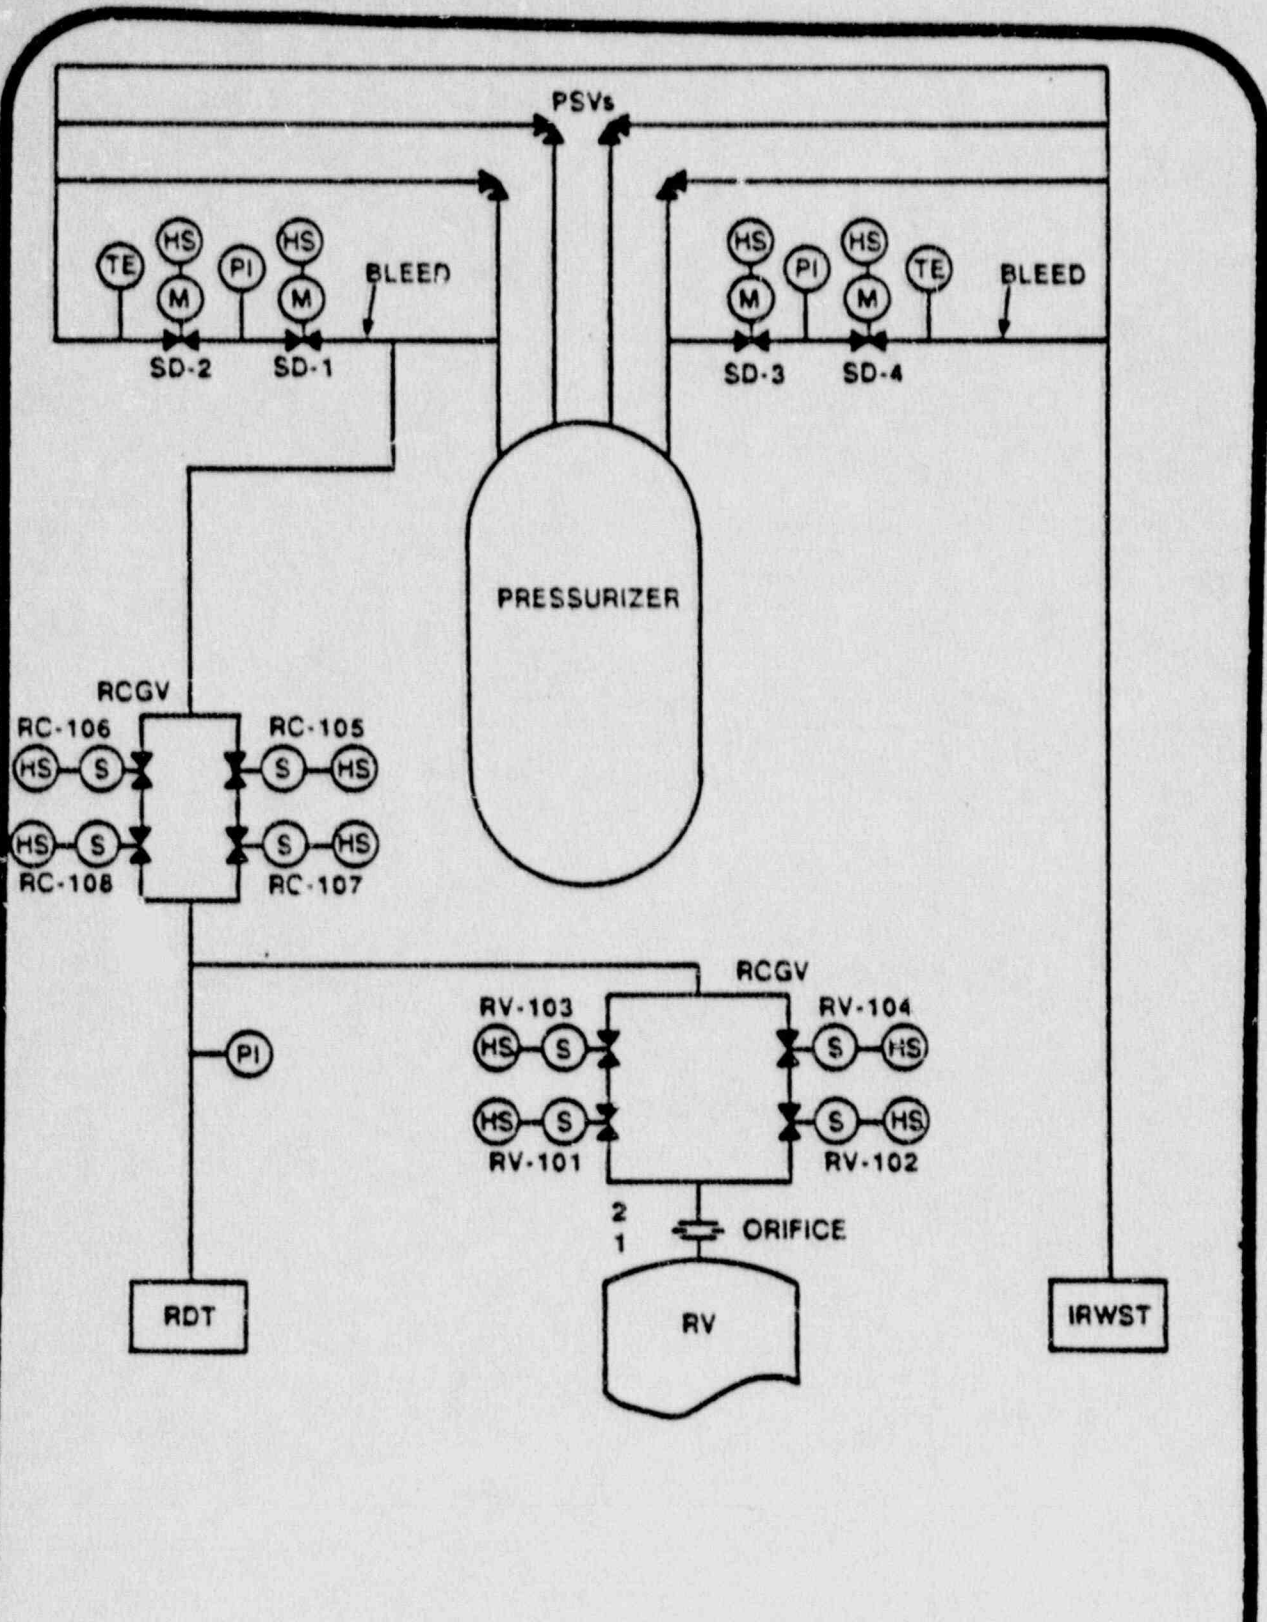 PSVs
HS HS HS HS
TE PI BLEED PI TE BLEED
M M M M
SD-2 SD-1 SD-3 SD-4
PRESSURIZER
RCGV
RC-106 RC-105
HS S S HS
HS S S HS
RC-108 RC-107
RCGV
RV-103 RV-104
HS S S HS
PI
HS S S HS
RV-101 RV-102
2
ORIFICE
1
RDT RV IRWST